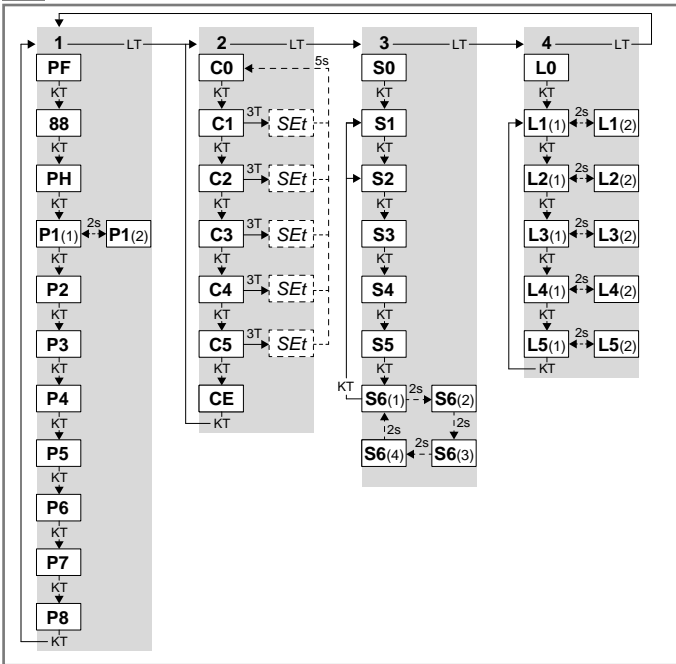 1 LT 2 LT 3 LT 4 LT
PF C0 5s S0 L0
KT KT KT KT
88 C1 3T SEt S1 L1(1) 2s L1(2)
KT KT KT KT
PH C2 3T SEt S2 L2(1) 2s L2(2)
KT KT KT KT
P1(1) 2s P1(2) C3 3T SEt S3 L3(1) 2s L3(2)
KT KT KT KT
P2 C4 3T SEt S4 L4(1) 2s L4(2)
KT KT KT KT
P3 C5 3T SEt S5 L5(1) 2s L5(2)
KT KT KT KT
P4 CE KT S6(1) 2s S6(2)
KT KT 2s 2s
P5 S6(4) 2s S6(3)
KT
P6
KT
P7
KT
P8
KT